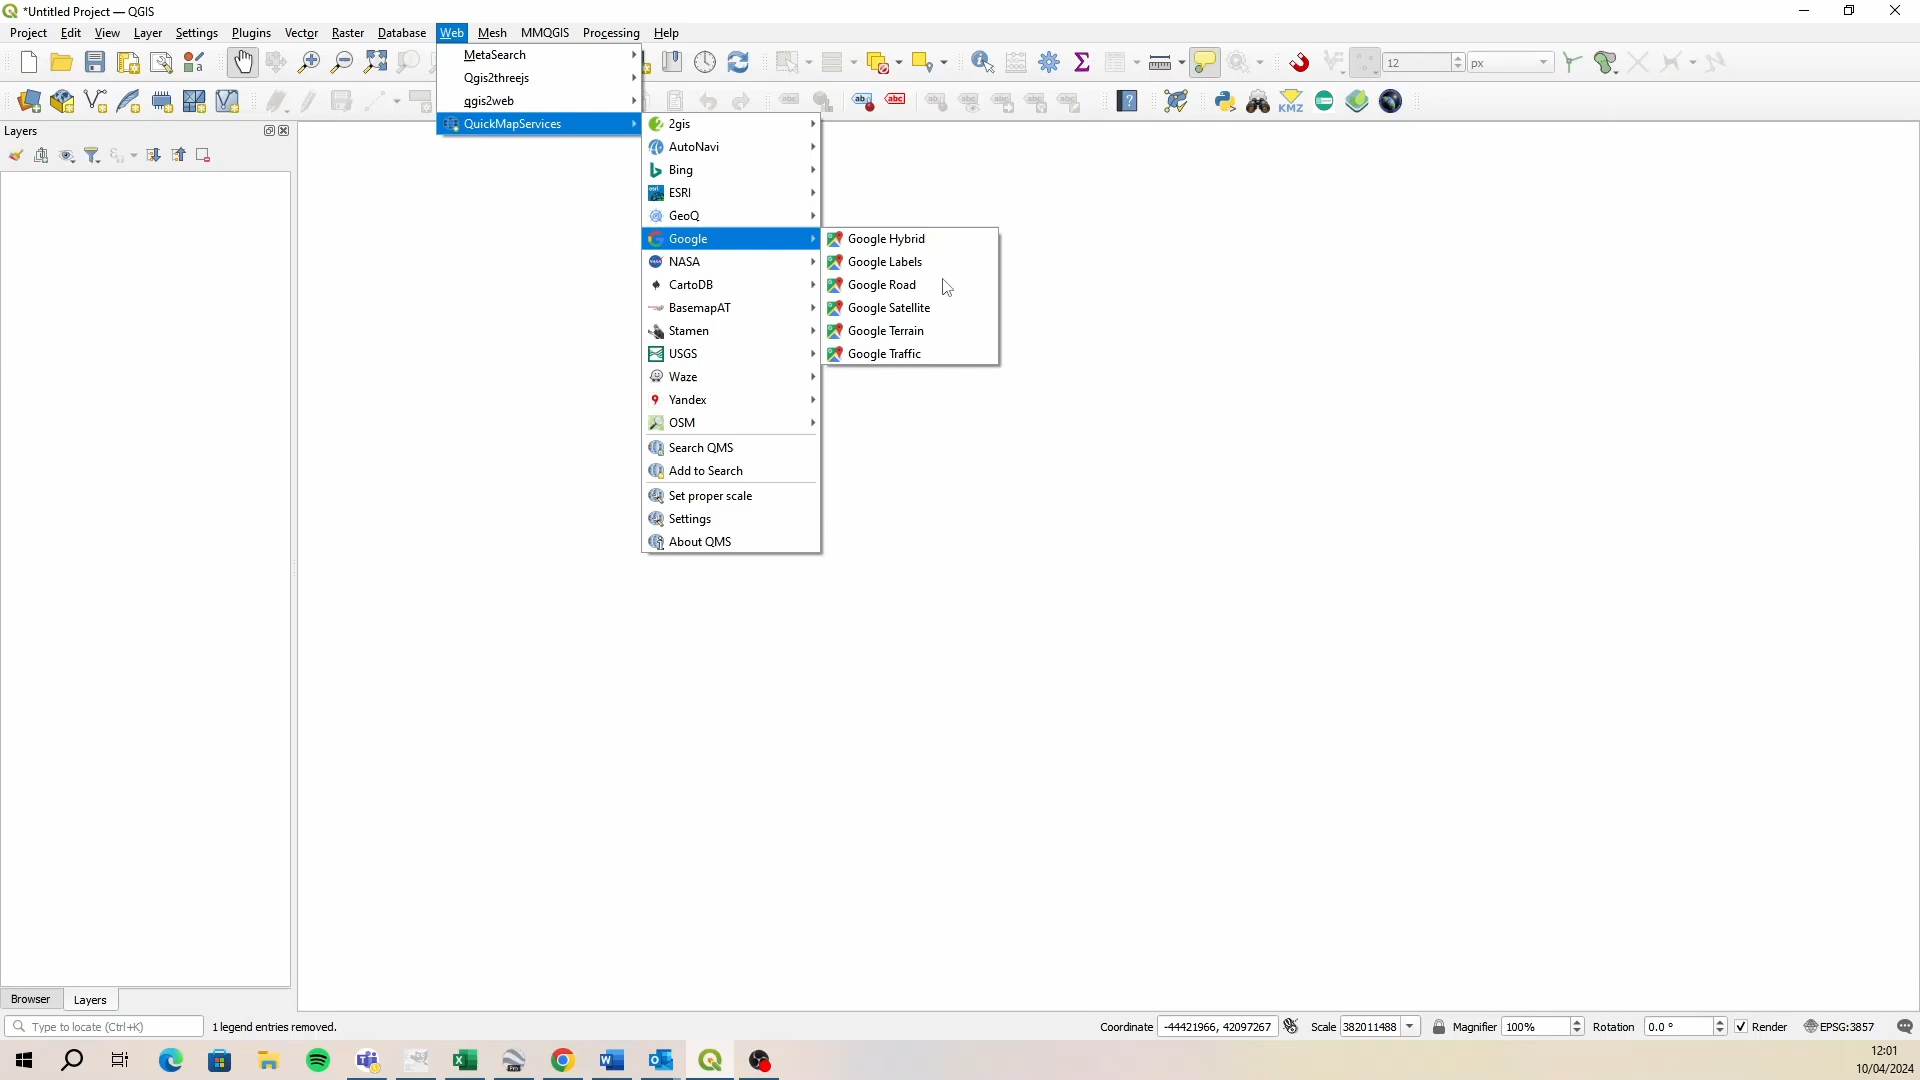 *Untitled Project — QGIS
Project Edit View Layer Settings Plugins Vector Raster Database Web Mesh MMQGIS Processing Help
MetaSearch
Qgis2threejs
qgis2web
QuickMapServices
12
px
KMZ
Layers
2gis
AutoNavi
Bing
ESRI
GeoQ
Google
NASA
CartoDB
BasemapAT
Stamen
USGS
Waze
Yandex
OSM
Search QMS
Add to Search
Set proper scale
Settings
About QMS
Google Hybrid
Google Labels
Google Road
Google Satellite
Google Terrain
Google Traffic
Browser Layers
Type to locate (Ctrl+K) 1 legend entries removed. Coordinate -44421966, 42097267 Scale 382011488 Magnifier 100% Rotation 0.0 ° Render EPSG:3857
12:01
10/04/2024